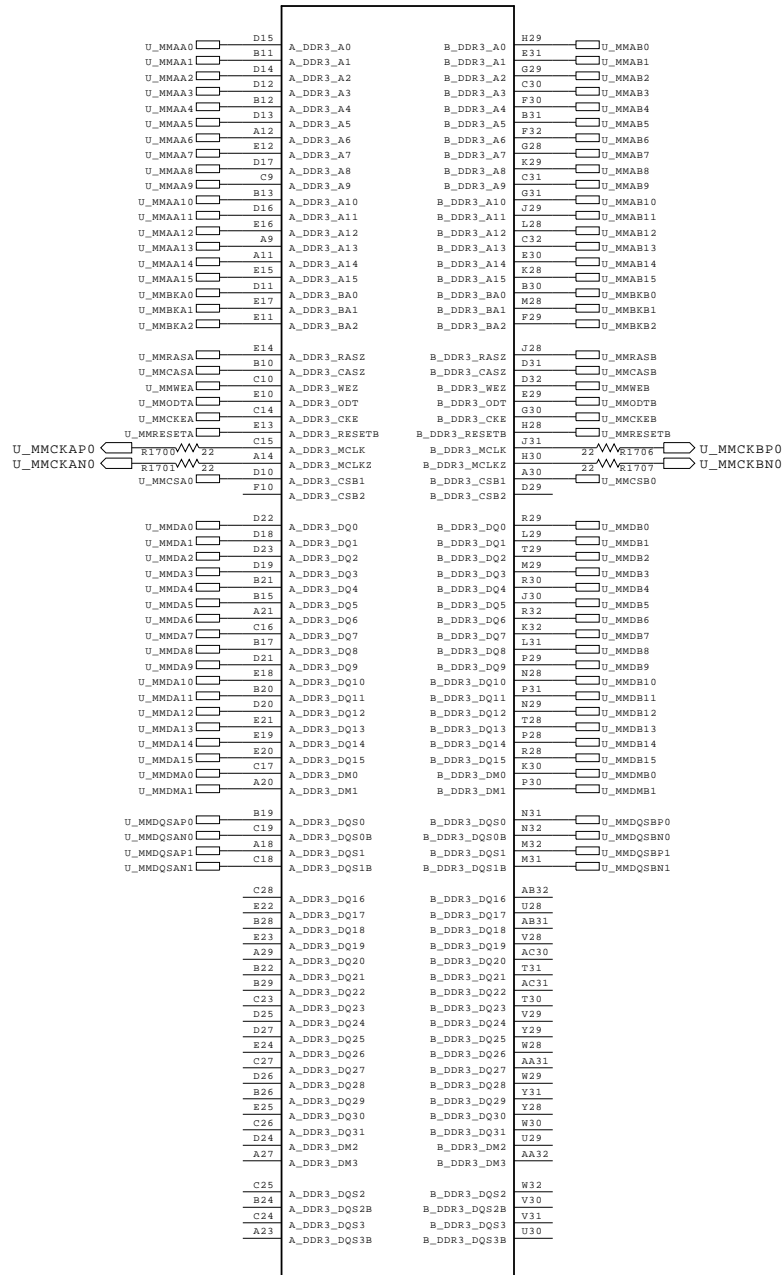 D15 H29
U_MMAA0 A_DDR3_A0 B_DDR3_A0 U_MMAB0
B11 E31
U_MMAA1 A_DDR3_A1 B_DDR3_A1 U_MMAB1
D14 G29
U_MMAA2 A_DDR3_A2 B_DDR3_A2 U_MMAB2
D12 C30
U_MMAA3 A_DDR3_A3 B_DDR3_A3 U_MMAB3
B12 F30
U_MMAA4 A_DDR3_A4 B_DDR3_A4 U_MMAB4
D13 B31
U_MMAA5 A_DDR3_A5 B_DDR3_A5 U_MMAB5
A12 F32
U_MMAA6 A_DDR3_A6 B_DDR3_A6 U_MMAB6
E12 G28
U_MMAA7 A_DDR3_A7 B_DDR3_A7 U_MMAB7
D17 K29
U_MMAA8 A_DDR3_A8 B_DDR3_A8 U_MMAB8
C9 C31
U_MMAA9 A_DDR3_A9 B_DDR3_A9 U_MMAB9
B13 G31
U_MMAA10 A_DDR3_A10 B_DDR3_A10 U_MMAB10
D16 J29
U_MMAA11 A_DDR3_A11 B_DDR3_A11 U_MMAB11
E16 L28
U_MMAA12 A_DDR3_A12 B_DDR3_A12 U_MMAB12
A9 C32
U_MMAA13 A_DDR3_A13 B_DDR3_A13 U_MMAB13
A11 E30
U_MMAA14 A_DDR3_A14 B_DDR3_A14 U_MMAB14
E15 K28
U_MMAA15 A_DDR3_A15 B_DDR3_A15 U_MMAB15
D11 B30
U_MMBKA0 A_DDR3_BA0 B_DDR3_BA0 U_MMBKB0
E17 M28
U_MMBKA1 A_DDR3_BA1 B_DDR3_BA1 U_MMBKB1
E11 F29
U_MMBKA2 A_DDR3_BA2 B_DDR3_BA2 U_MMBKB2
E14 J28
U_MMRASA A_DDR3_RASZ B_DDR3_RASZ U_MMRASB
B10 D31
U_MMCASA A_DDR3_CASZ B_DDR3_CASZ U_MMCASB
C10 D32
U_MMWEA A_DDR3_WEZ B_DDR3_WEZ U_MMWEB
E10 E29
U_MMODTA A_DDR3_ODT B_DDR3_ODT U_MMODTB
C14 G30
U_MMCKEA A_DDR3_CKE B_DDR3_CKE U_MMCKEB
E13 H28
U_MMRESETA A_DDR3_RESETB B_DDR3_RESETB U_MMRESETB
C15 J31
U_MMCKAP0 R1700 22 A_DDR3_MCLK B_DDR3_MCLK 22 R1706 U_MMCKBP0
A14 H30
U_MMCKAN0 R1701 22 A_DDR3_MCLKZ B_DDR3_MCLKZ 22 R1707 U_MMCKBN0
D10 A30
U_MMCSA0 A_DDR3_CSB1 B_DDR3_CSB1 U_MMCSB0
F10 D29
A_DDR3_CSB2 B_DDR3_CSB2
D22 R29
U_MMDA0 A_DDR3_DQ0 B_DDR3_DQ0 U_MMDB0
D18 L29
U_MMDA1 A_DDR3_DQ1 B_DDR3_DQ1 U_MMDB1
D23 T29
U_MMDA2 A_DDR3_DQ2 B_DDR3_DQ2 U_MMDB2
D19 M29
U_MMDA3 A_DDR3_DQ3 B_DDR3_DQ3 U_MMDB3
B21 R30
U_MMDA4 A_DDR3_DQ4 B_DDR3_DQ4 U_MMDB4
B15 J30
U_MMDA5 A_DDR3_DQ5 B_DDR3_DQ5 U_MMDB5
A21 R32
U_MMDA6 A_DDR3_DQ6 B_DDR3_DQ6 U_MMDB6
C16 K32
U_MMDA7 A_DDR3_DQ7 B_DDR3_DQ7 U_MMDB7
B17 L31
U_MMDA8 A_DDR3_DQ8 B_DDR3_DQ8 U_MMDB8
D21 P29
U_MMDA9 A_DDR3_DQ9 B_DDR3_DQ9 U_MMDB9
E18 N28
U_MMDA10 A_DDR3_DQ10 B_DDR3_DQ10 U_MMDB10
B20 P31
U_MMDA11 A_DDR3_DQ11 B_DDR3_DQ11 U_MMDB11
D20 N29
U_MMDA12 A_DDR3_DQ12 B_DDR3_DQ12 U_MMDB12
E21 T28
U_MMDA13 A_DDR3_DQ13 B_DDR3_DQ13 U_MMDB13
E19 P28
U_MMDA14 A_DDR3_DQ14 B_DDR3_DQ14 U_MMDB14
E20 R28
U_MMDA15 A_DDR3_DQ15 B_DDR3_DQ15 U_MMDB15
C17 K30
U_MMDMA0 A_DDR3_DM0 B_DDR3_DM0 U_MMDMB0
A20 P30
U_MMDMA1 A_DDR3_DM1 B_DDR3_DM1 U_MMDMB1
B19 N31
U_MMDQSAP0 A_DDR3_DQS0 B_DDR3_DQS0 U_MMDQSBP0
C19 N32
U_MMDQSAN0 A_DDR3_DQS0B B_DDR3_DQS0B U_MMDQSBN0
A18 M32
U_MMDQSAP1 A_DDR3_DQS1 B_DDR3_DQS1 U_MMDQSBP1
C18 M31
U_MMDQSAN1 A_DDR3_DQS1B B_DDR3_DQS1B U_MMDQSBN1
C28 AB32
A_DDR3_DQ16 B_DDR3_DQ16
E22 U28
A_DDR3_DQ17 B_DDR3_DQ17
B28 AB31
A_DDR3_DQ18 B_DDR3_DQ18
E23 V28
A_DDR3_DQ19 B_DDR3_DQ19
A29 AC30
A_DDR3_DQ20 B_DDR3_DQ20
B22 T31
A_DDR3_DQ21 B_DDR3_DQ21
B29 AC31
A_DDR3_DQ22 B_DDR3_DQ22
C23 T30
A_DDR3_DQ23 B_DDR3_DQ23
D25 V29
A_DDR3_DQ24 B_DDR3_DQ24
D27 Y29
A_DDR3_DQ25 B_DDR3_DQ25
E24 W28
A_DDR3_DQ26 B_DDR3_DQ26
C27 AA31
A_DDR3_DQ27 B_DDR3_DQ27
D26 W29
A_DDR3_DQ28 B_DDR3_DQ28
B26 Y31
A_DDR3_DQ29 B_DDR3_DQ29
E25 Y28
A_DDR3_DQ30 B_DDR3_DQ30
C26 W30
A_DDR3_DQ31 B_DDR3_DQ31
D24 U29
A_DDR3_DM2 B_DDR3_DM2
A27 AA32
A_DDR3_DM3 B_DDR3_DM3
C25 W32
A_DDR3_DQS2 B_DDR3_DQS2
B24 V30
A_DDR3_DQS2B B_DDR3_DQS2B
C24 V31
A_DDR3_DQS3 B_DDR3_DQS3
A23 U30
A_DDR3_DQS3B B_DDR3_DQS3B